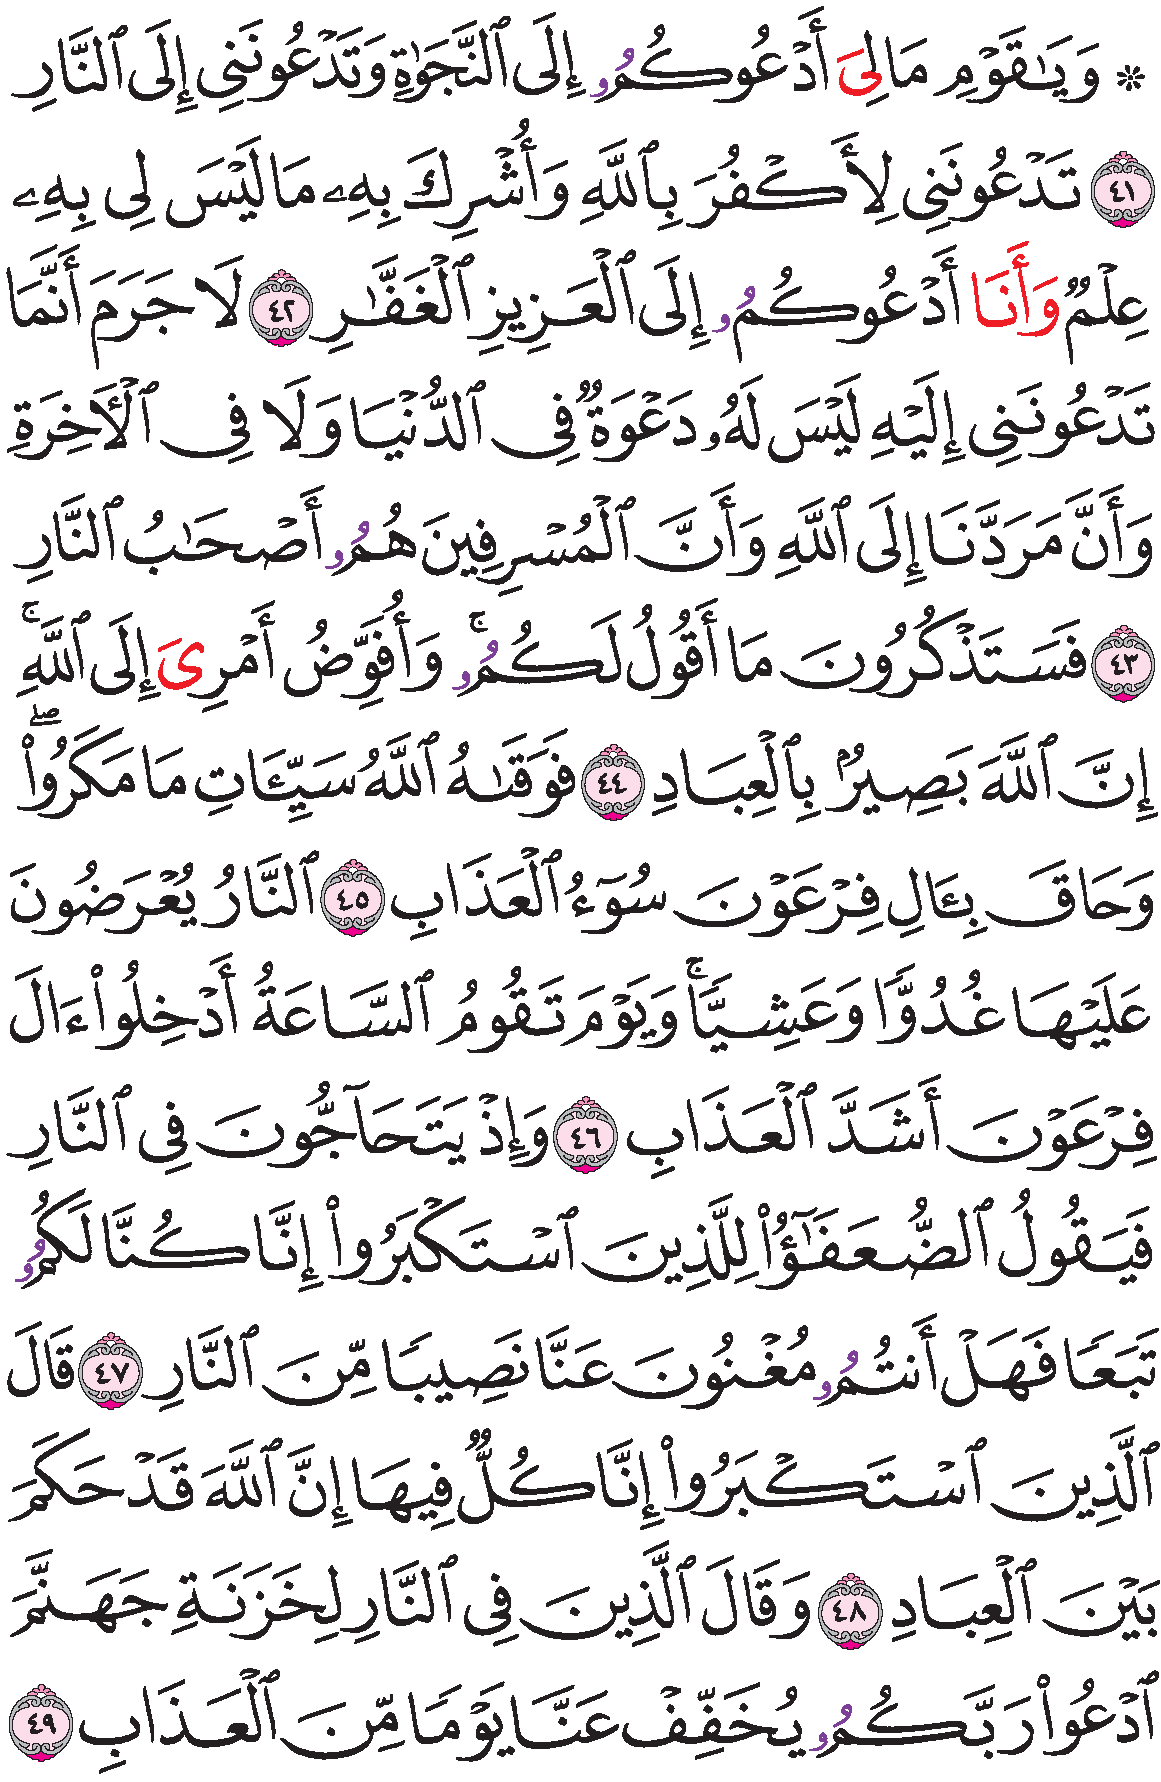 ۞ وَيَٰقَوْمِ مَالِىَ أَدْعُوكُمُۥ إِلَى ٱلنَّجَوٰةِ وَتَدْعُونَنِى إِلَى ٱلنَّارِ
٤١ تَدْعُونَنِى لِأَكْفُرَ بِٱللَّهِ وَأُشْرِكَ بِهِۦ مَا لَيْسَ لِى بِهِۦ
عِلْمٌ وَأَنَا أَدْعُوكُمُۥ إِلَى ٱلْعَزِيزِ ٱلْغَفَّٰرِ ٤٢ لَا جَرَمَ أَنَّمَا
تَدْعُونَنِى إِلَيْهِ لَيْسَ لَهُۥ دَعْوَةٌ فِى ٱلدُّنْيَا وَلَا فِى ٱلْأَخِرَةِ
وَأَنَّ مَرَدَّنَا إِلَى ٱللَّهِ وَأَنَّ ٱلْمُسْرِفِينَ هُمُۥ أَصْحَٰبُ ٱلنَّارِ
٤٣ فَسَتَذْكُرُونَ مَا أَقُولُ لَكُمُۥۚ وَأُفَوِّضُ أَمْرِىَ إِلَى ٱللَّهِۚ
إِنَّ ٱللَّهَ بَصِيرٌۢ بِٱلْعِبَادِ ٤٤ فَوَقَىٰهُ ٱللَّهُ سَيِّـَٔاتِ مَا مَكَرُواْۖ
وَحَاقَ بِـَٔالِ فِرْعَوْنَ سُوٓءُ ٱلْعَذَابِ ٤٥ ٱلنَّارُ يُعْرَضُونَ
عَلَيْهَا غُدُوًّا وَعَشِيًّاۚ وَيَوْمَ تَقُومُ ٱلسَّاعَةُ أَدْخِلُواْ ءَالَ
فِرْعَوْنَ أَشَدَّ ٱلْعَذَابِ ٤٦ وَإِذْ يَتَحَآجُّونَ فِى ٱلنَّارِ
فَيَقُولُ ٱلضُّعَفَٰٓؤُاْ لِلَّذِينَ ٱسْتَكْبَرُواْ إِنَّا كُنَّا لَكُمُۥ
تَبَعًا فَهَلْ أَنتُمُۥ مُغْنُونَ عَنَّا نَصِيبًا مِّنَ ٱلنَّارِ ٤٧ قَالَ
ٱلَّذِينَ ٱسْتَكْبَرُواْ إِنَّا كُلٌّ فِيهَا إِنَّ ٱللَّهَ قَدْ حَكَمَ
بَيْنَ ٱلْعِبَادِ ٤٨ وَقَالَ ٱلَّذِينَ فِى ٱلنَّارِ لِخَزَنَةِ جَهَنَّمَ
ٱدْعُواْ رَبَّكُمُۥ يُخَفِّفْ عَنَّا يَوْمًا مِّنَ ٱلْعَذَابِ ٤٩